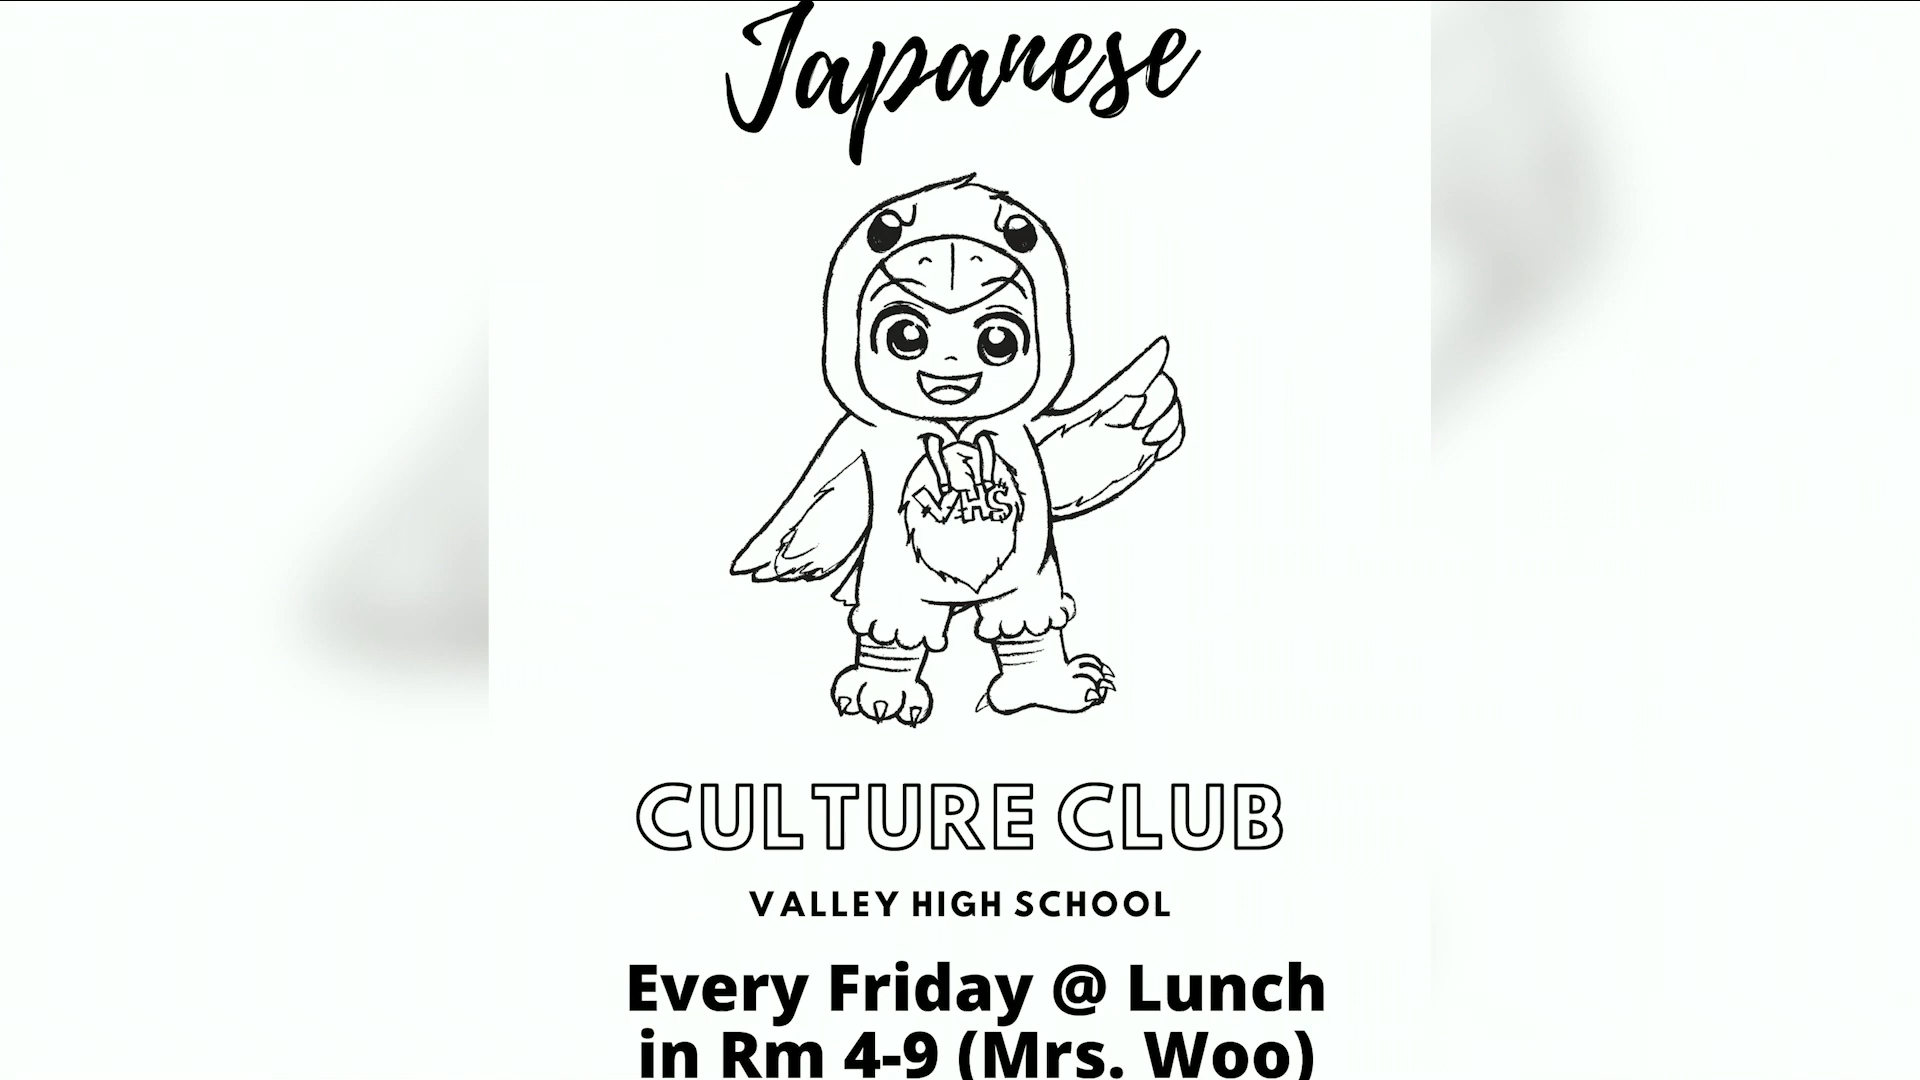 Japanese
VHS
CULTURE CLUB
VALLEY HIGH SCHOOL
Every Friday @ Lunch
in Rm 4-9 (Mrs. Woo)